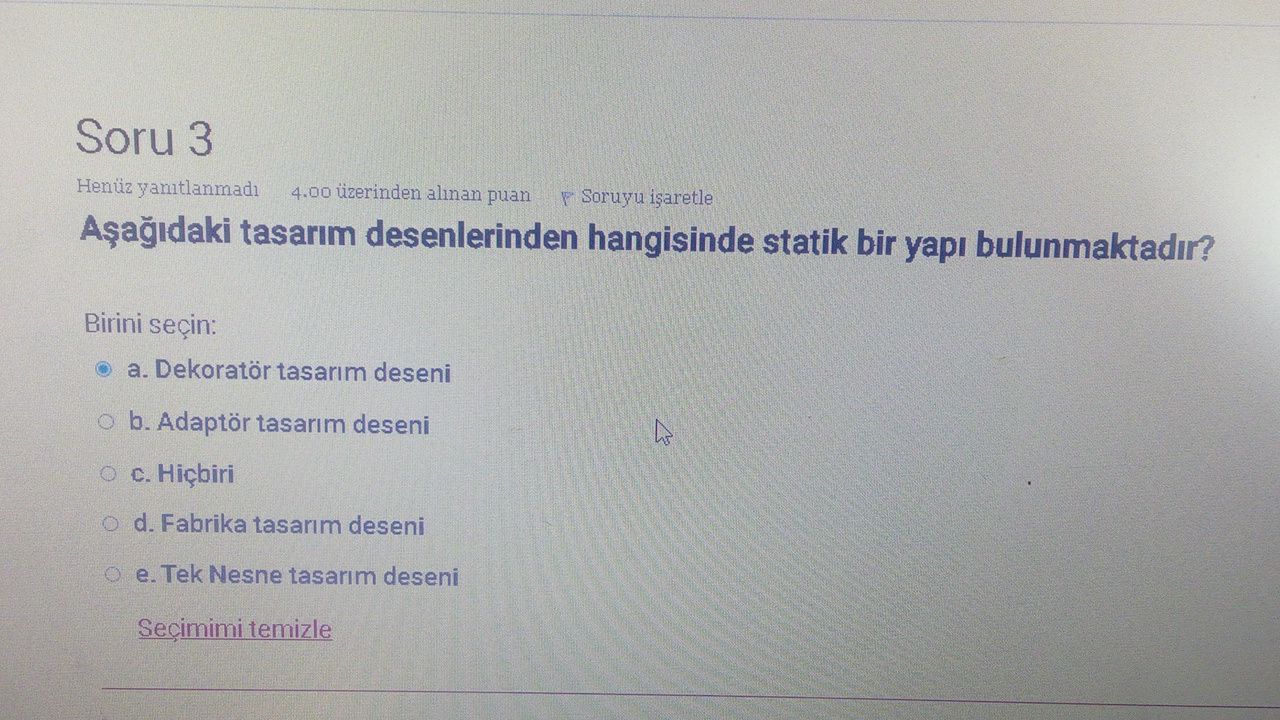 Soru 3
Henüz yanıtlanmadı 4.00 üzerinden alınan puan Soruyu işaretle
Aşağıdaki tasarım desenlerinden hangisinde statik bir yapı bulunmaktadır?
Birini seçin:
a. Dekoratör tasarım deseni
b. Adaptör tasarım deseni
c. Hiçbiri
d. Fabrika tasarım deseni
e. Tek Nesne tasarım deseni
Seçimimi temizle